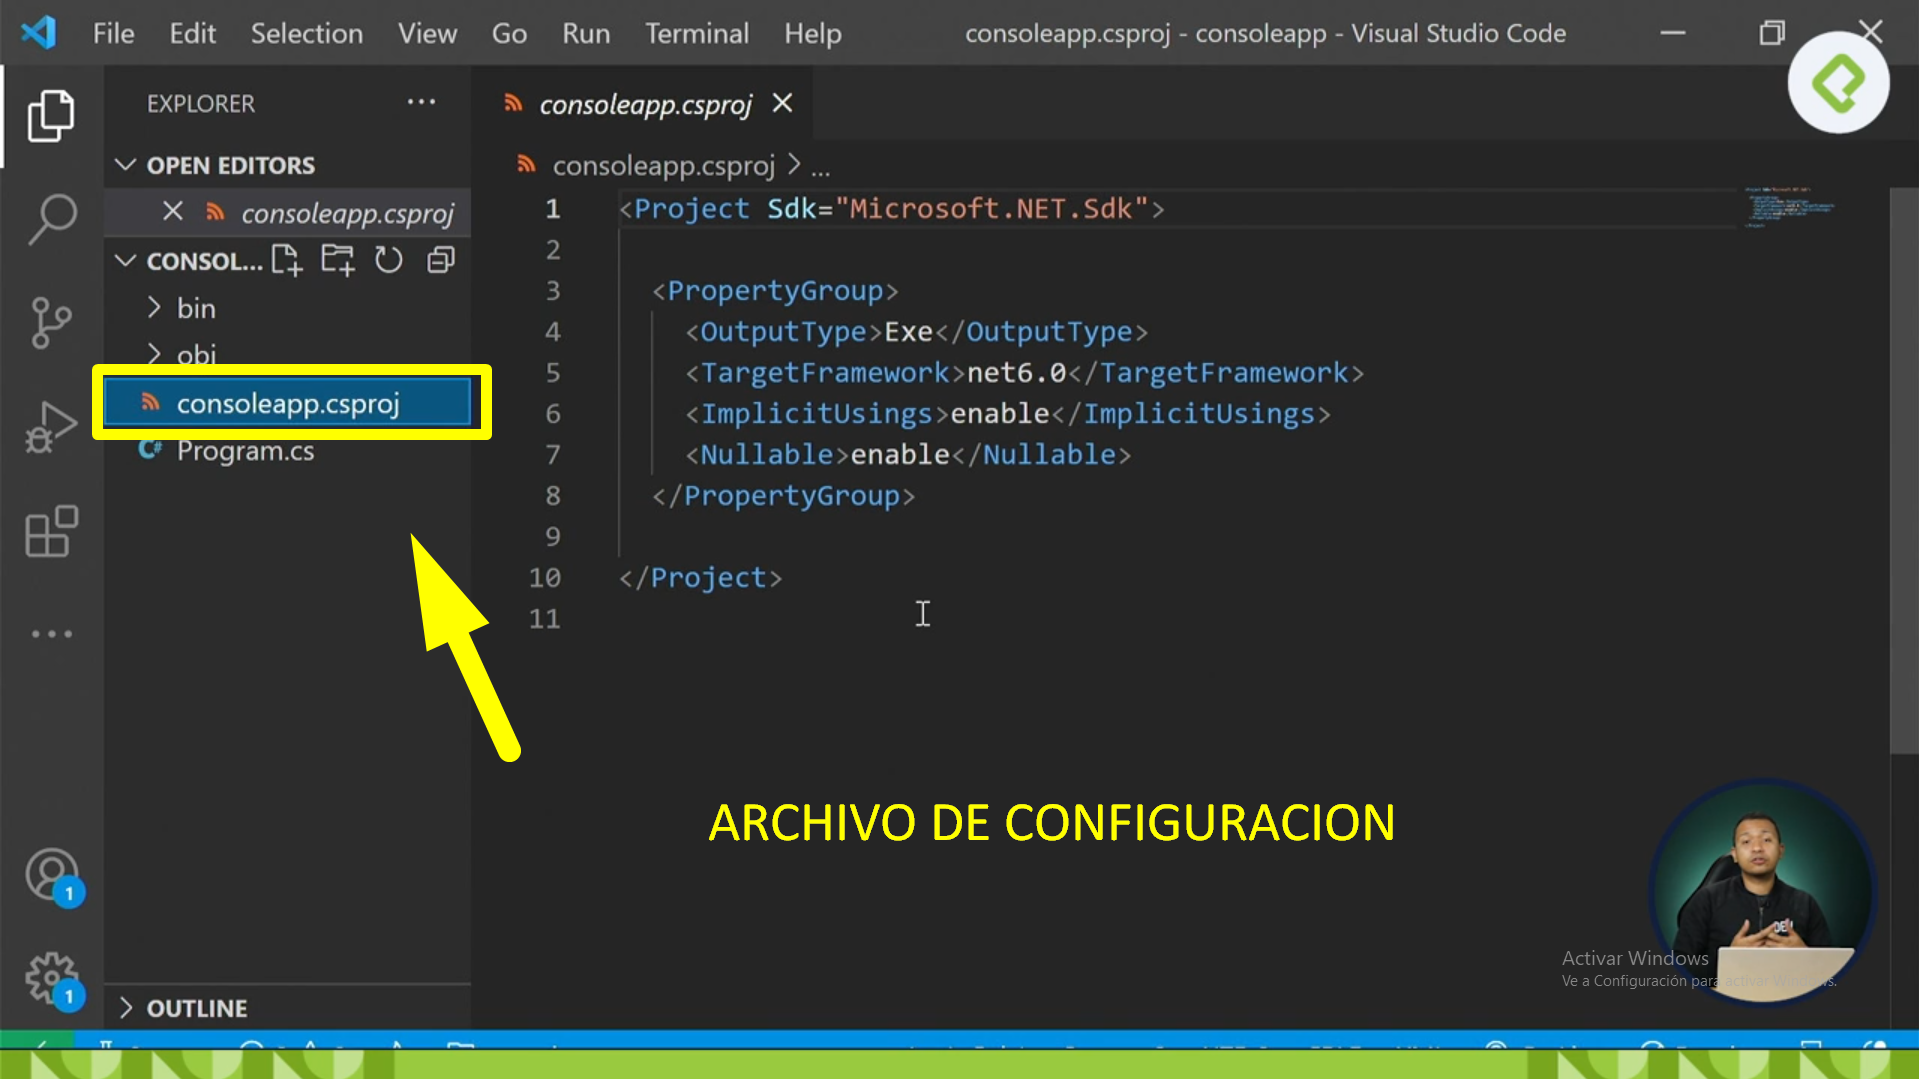 File Edit Selection View Go Run Terminal Help consoleapp.csproj - consoleapp - Visual Studio Code
EXPLORER
consoleapp.csproj
OPEN EDITORS
consoleapp.csproj > ...
consoleapp.csproj
CONSOL...
bin
obj
consoleapp.csproj
Program.cs
1 <Project Sdk="Microsoft.NET.Sdk">
2
3 <PropertyGroup>
4 <OutputType>Exe</OutputType>
5 <TargetFramework>net6.0</TargetFramework>
6 <ImplicitUsings>enable</ImplicitUsings>
7 <Nullable>enable</Nullable>
8 </PropertyGroup>
9
10 </Project>
11
ARCHIVO DE CONFIGURACION
1
1
Activar Windows
Ve a Configuración para activar Windows.
OUTLINE